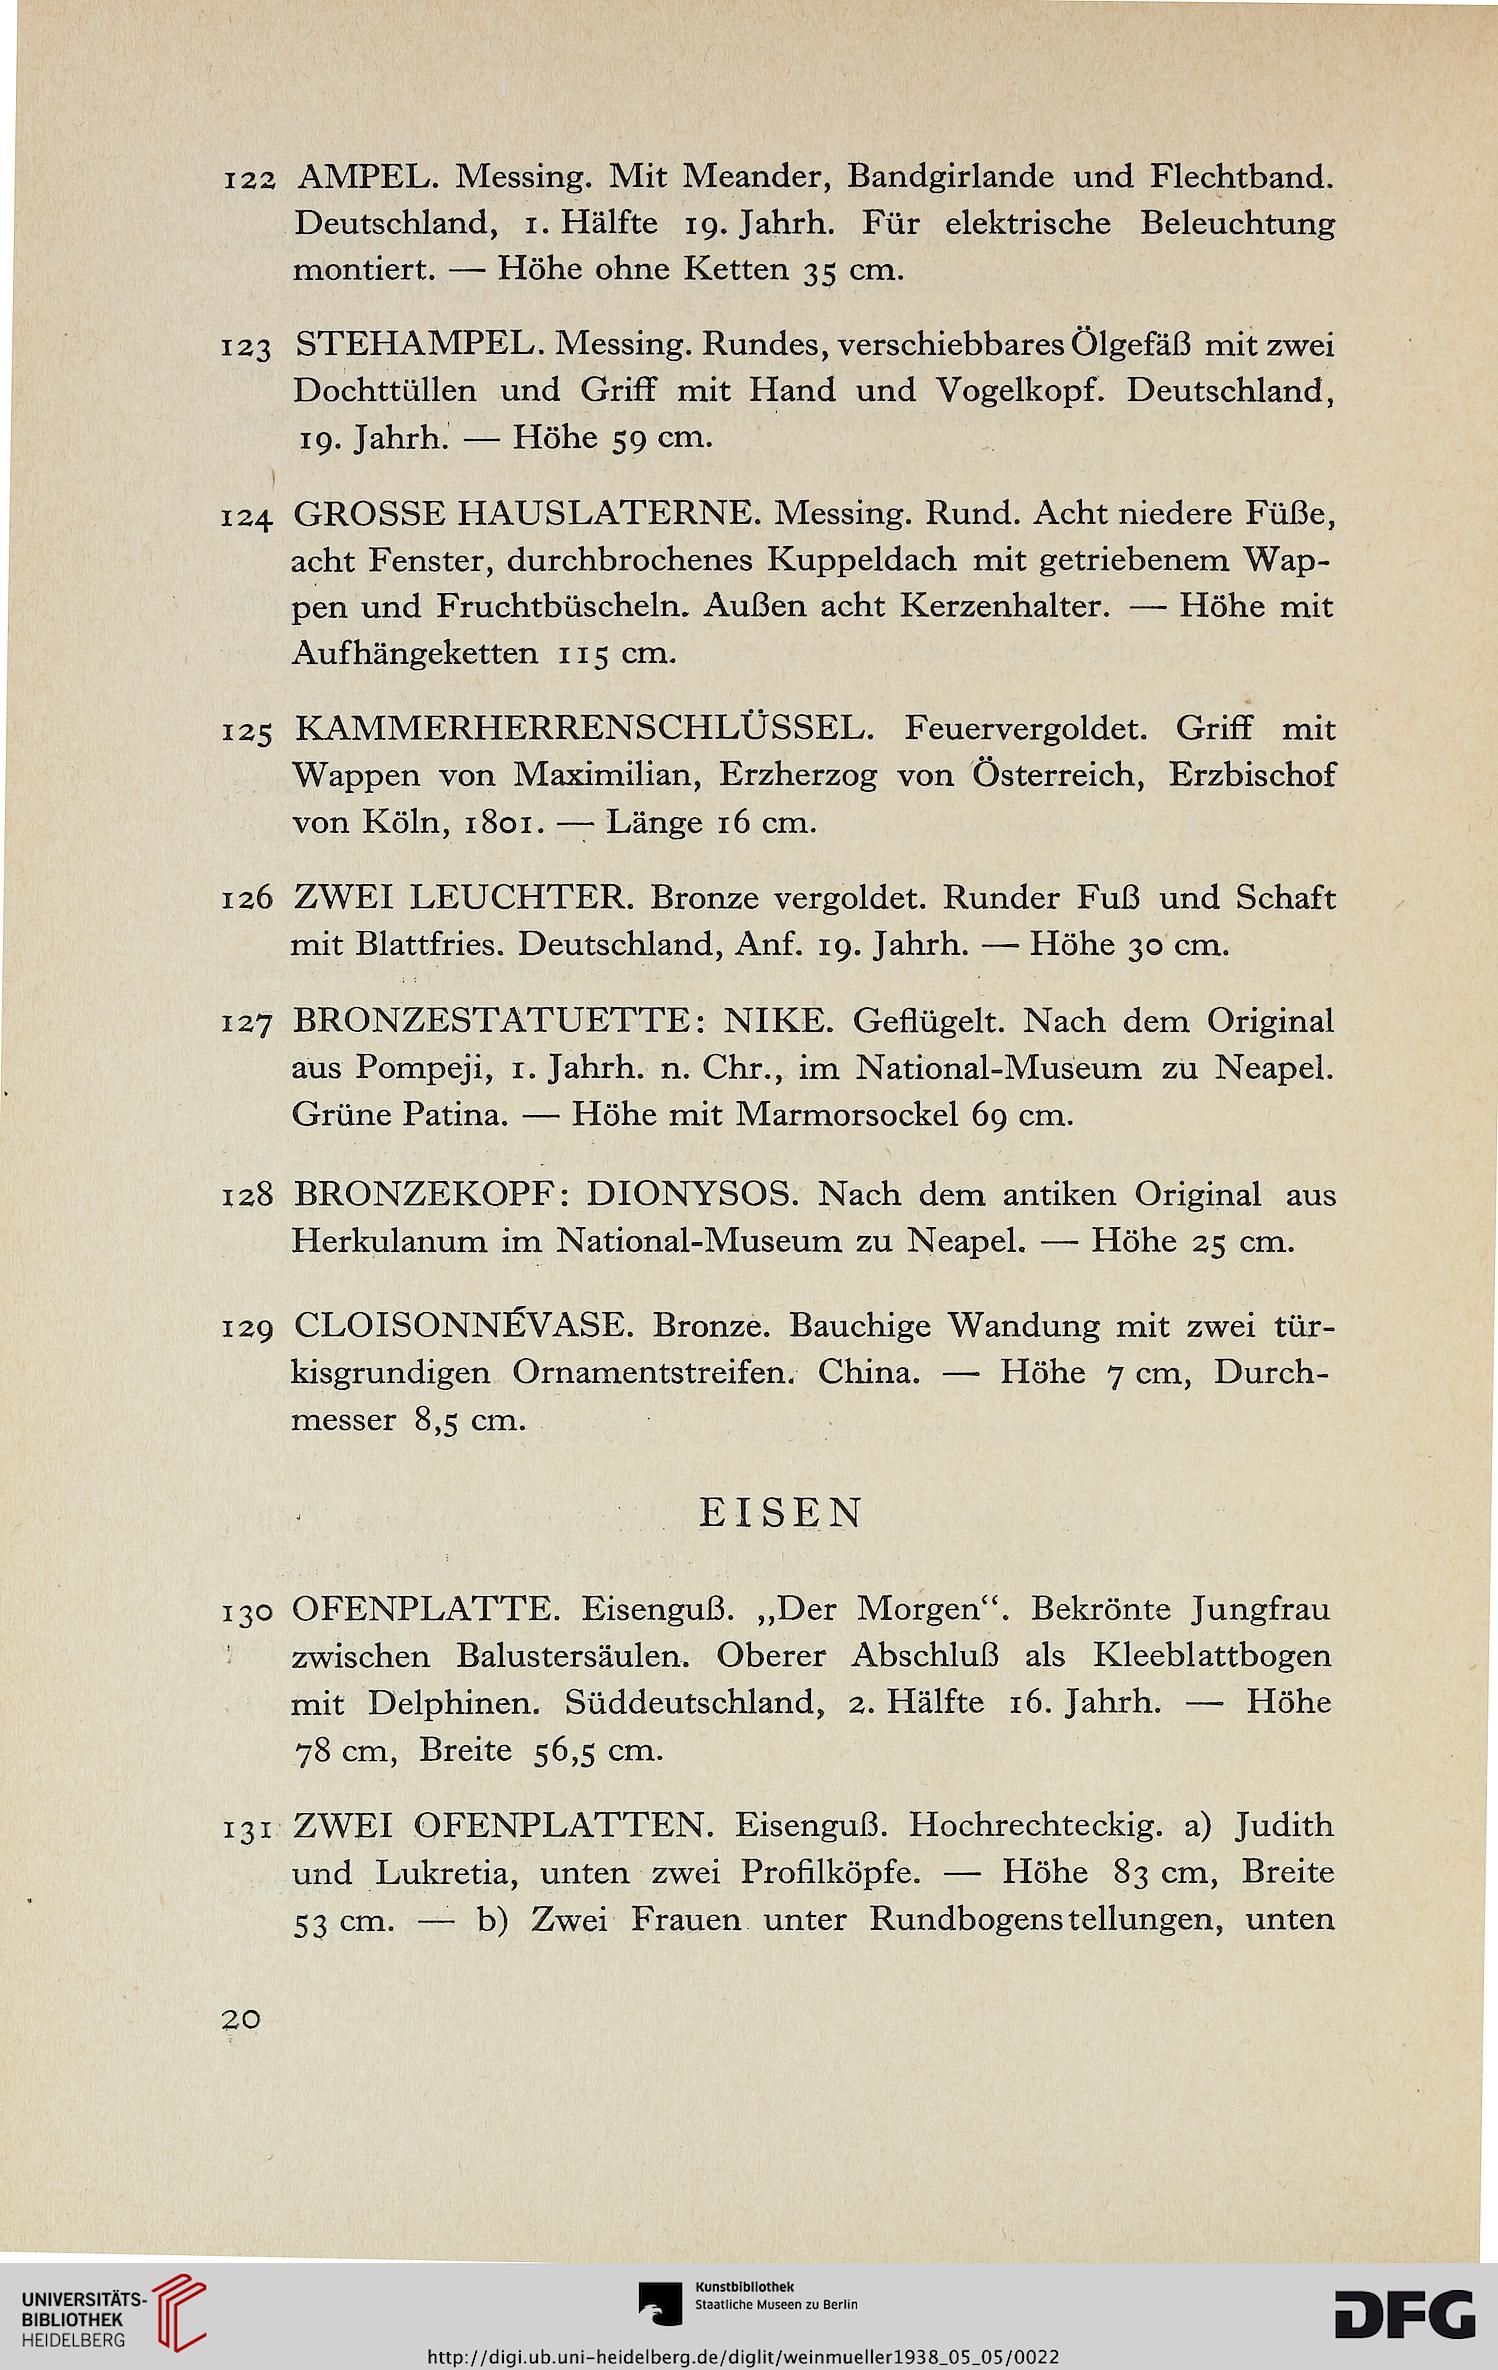 122 AMPEL. Messing. Mit Meander, Bandgirlande und Flechtband.
Deutschland, 1. Hälfte 19. Jahrh. Für elektrische Beleuchtung
montiert. — Höhe ohne Ketten 35 cm.
123 STEHAMPEL. Messing. Rundes, verschiebbares Ölgefäß mit zwei
Dochttüllen und Griff mit Hand und Vogelkopf. Deutschland,
19. Jahrh. — Höhe 59 cm.
124 GROSSE HAUSLATERNE. Messing. Rund. Acht niedere Füße,
acht Fenster, durchbrochenes Kuppeldach mit getriebenem Wap-
pen und Fruchtbüscheln. Außen acht Kerzenhalter. — Höhe mit
Aufhängeketten 115 cm.
125 KAMMERHERRENSCHLÜSSEL. Feuervergoldet. Griff mit
Wappen von Maximilian, Erzherzog von Österreich, Erzbischof
von Köln, 1801. — Länge 16 cm.
126 ZWEI LEUCHTER. Bronze vergoldet. Runder Fuß und Schaft
mit Blattfries. Deutschland, Anf. 19. Jahrh. — Höhe 30 cm.
127 BRONZESTATUETTE: NIKE. Geflügelt. Nach dem Original
aus Pompeji, 1. Jahrh. n. Chr., im National-Museum zu Neapel.
Grüne Patina. — Höhe mit Marmorsockel 69 cm.
128 BRONZEKOPF: DIONYSOS. Nach dem antiken Original aus
Herkulanum im National-Museum zu Neapel. — Höhe 25 cm.
129 CLOISONNÉVASE. Bronze. Bauchige Wandung mit zwei tür-
kisgrundigen Ornamentstreifen. China. — Höhe 7 cm, Durch-
messer 8,5 cm.
EISEN
130 OFENPLATTE. Eisenguß. „Der Morgen“. Bekrönte Jungfrau
zwischen Balustersäulen. Oberer Abschluß als Kleeblattbogen
mit Delphinen. Süddeutschland, 2. Hälfte 16. Jahrh. — Höhe
78 cm, Breite 56,5 cm.
131 ZWEI OFENPLATTEN. Eisenguß. Hochrechteckig. a) Judith
und Lukretia, unten zwei Profilköpfe. — Höhe 83 cm, Breite
53 cm. — b) Zwei Frauen unter Rundbogenstellungen, unten
20
UNIVERSITÄTS-
BIBLIOTHEK
HEIDELBERG
Kunstbibliothek
Staatliche Museen zu Berlin
DFG
http://digi.ub.uni-heidelberg.de/diglit/weinmueller1938_05_05/0022